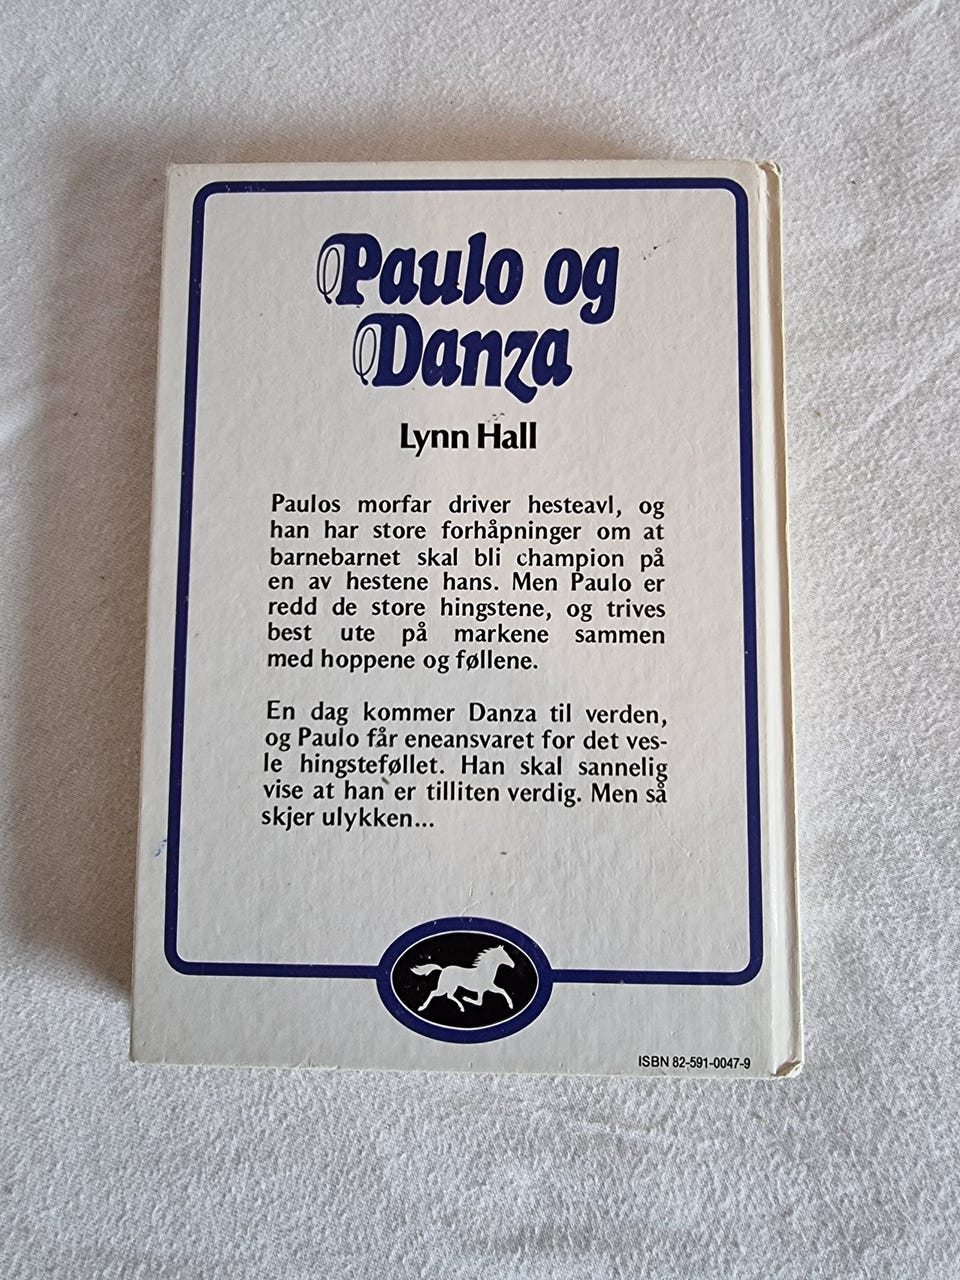 Paulo og
Danza
Lynn Hall
Paulos morfar driver hesteavl, og
han har store forhåpninger om at
barnebarnet skal bli champion på
en av hestene hans. Men Paulo er
redd de store hingstene, og trives
best ute på markene sammen
med hoppene og føllene.
En dag kommer Danza til verden,
og Paulo får eneansvaret for det ves-
le hingsteføllet. Han skal sannelig
vise at han er tilliten verdig. Men så
skjer ulykken...
ISBN 82-591-0047-9